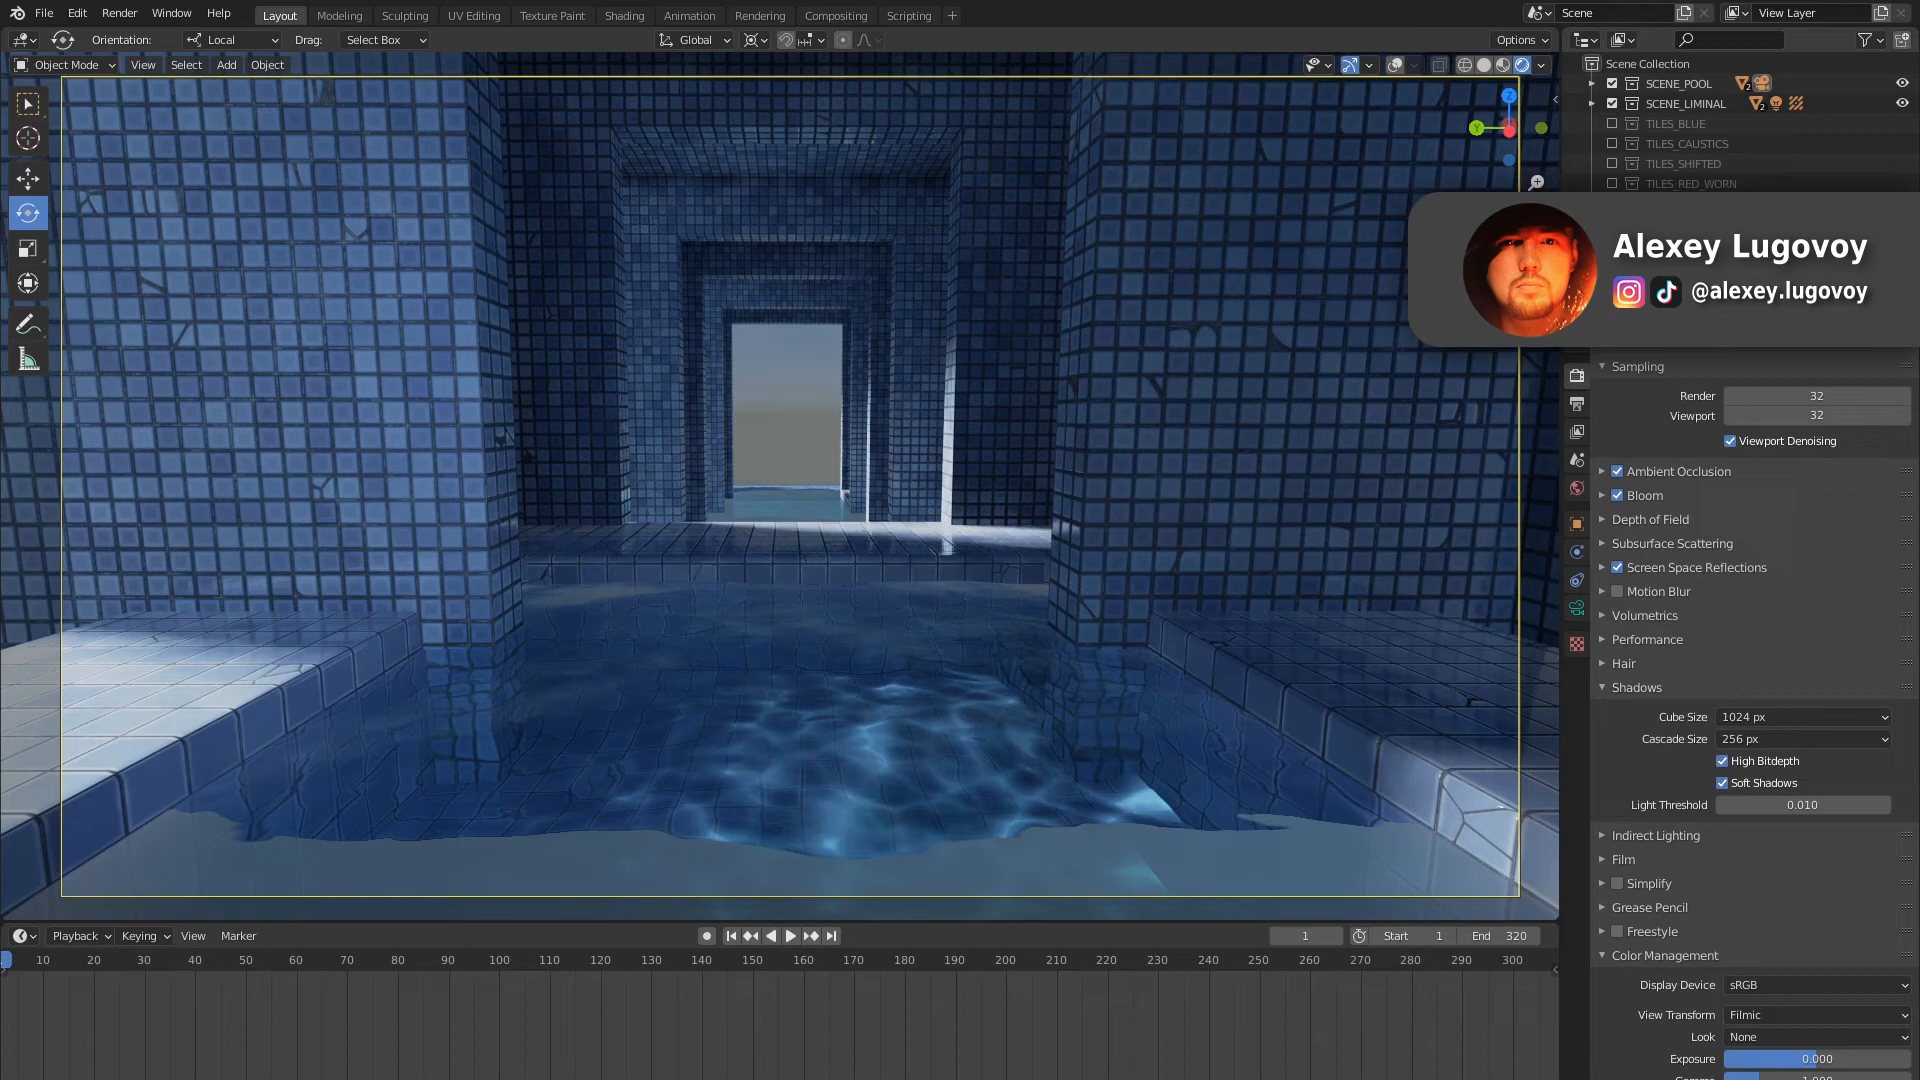 File Edit Render Window Help Layout Modeling Sculpting UV Editing Texture Paint Shading Animation Rendering Compositing Scripting + Scene View Layer
Orientation: Local Drag: Select Box Global Options
Object Mode View Select Add Object
Scene Collection
SCENE_POOL 2
SCENE_LIMINAL 2
TILES_BLUE
TILES_CAUSTICS
TILES_SHIFTED
TILES_RED_WORN
Z
Y
Alexey Lugovoy
@alexey.lugovoy
Sampling
Render 32
Viewport 32
Viewport Denoising
Ambient Occlusion
Bloom
Depth of Field
Subsurface Scattering
Screen Space Reflections
Motion Blur
Volumetrics
Performance
Hair
Shadows
Cube Size 1024 px
Cascade Size 256 px
High Bitdepth
Soft Shadows
Light Threshold 0.010
Indirect Lighting
Film
Simplify
Grease Pencil
Freestyle
Color Management
Display Device sRGB
View Transform Filmic
Look None
Exposure 0.000
Playback Keying View Marker 1 Start 1 End 320
10 20 30 40 50 60 70 80 90 100 110 120 130 140 150 160 170 180 190 200 210 220 230 240 250 260 270 280 290 300